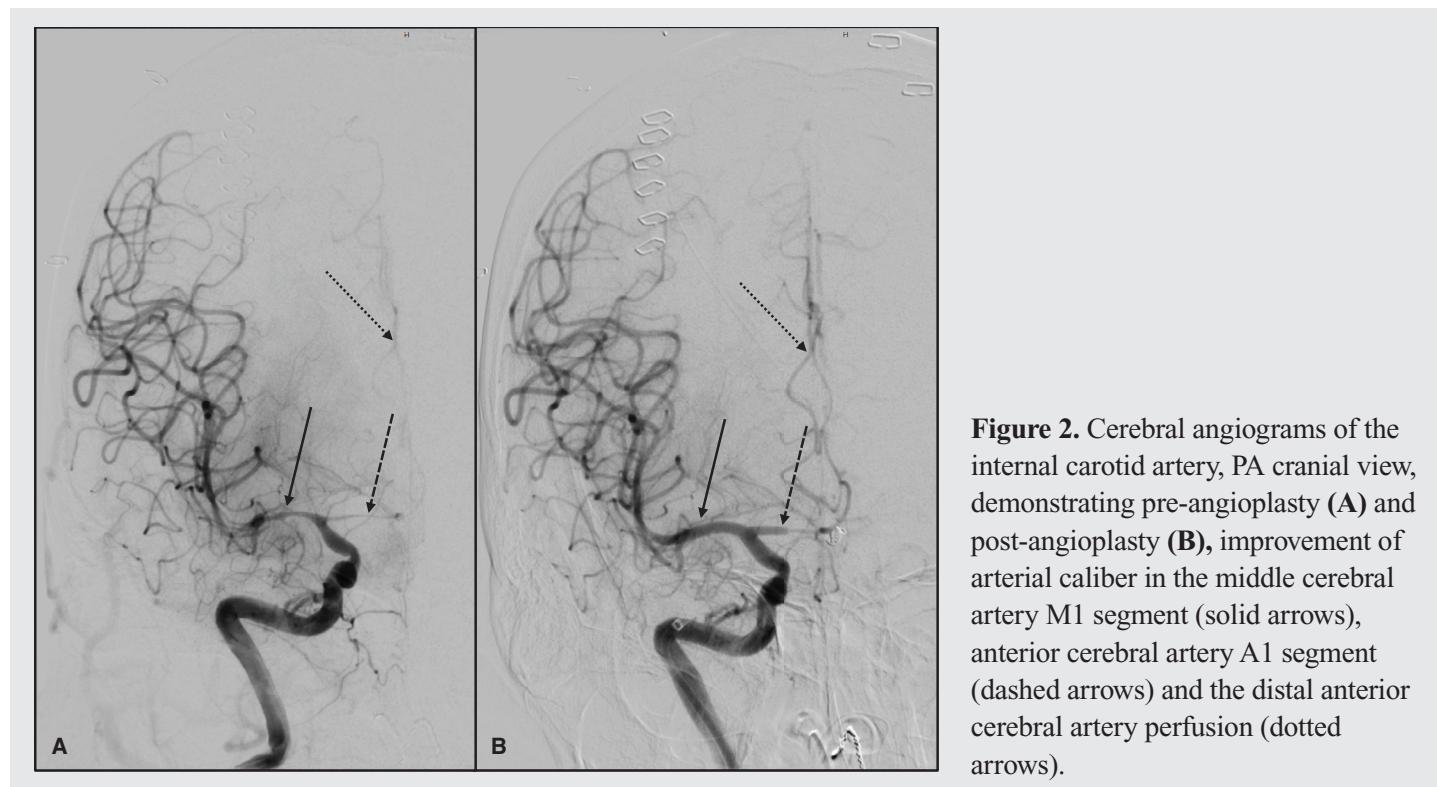 H
H
A
B
Figure 2. Cerebral angiograms of the
internal carotid artery, PA cranial view,
demonstrating pre-angioplasty (A) and
post-angioplasty (B), improvement of
arterial caliber in the middle cerebral
artery M1 segment (solid arrows),
anterior cerebral artery A1 segment
(dashed arrows) and the distal anterior
cerebral artery perfusion (dotted
arrows).